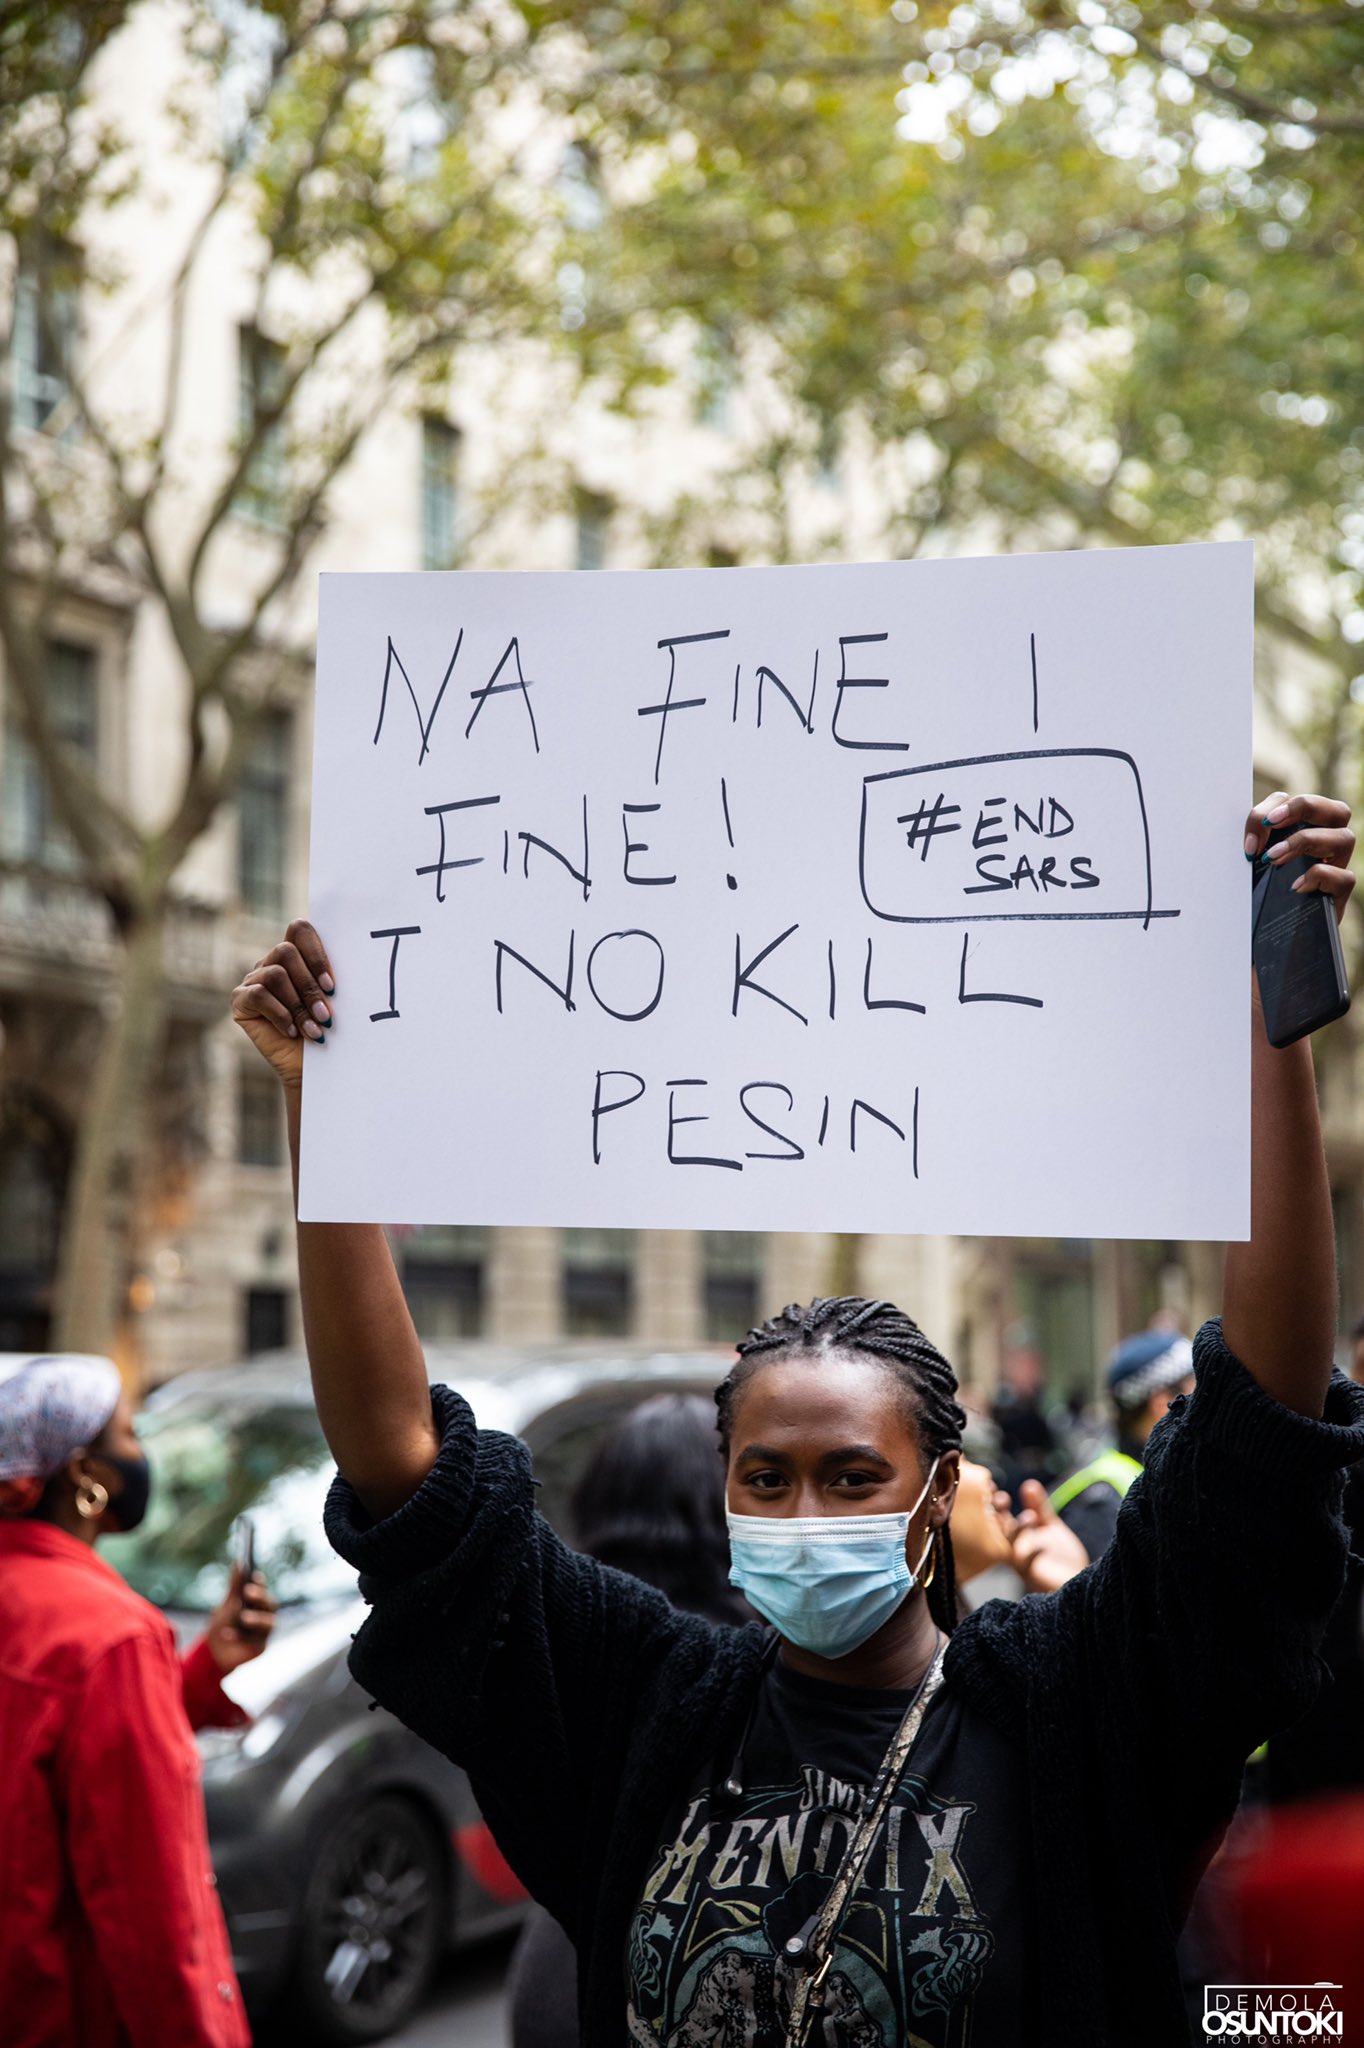 NA FINE I
FINE!
#END
SARS
I NO KILL
PESIN
JIMI
HENDRIX
DEMOLA
OSUNTOKI
PHOTOGRAPHY